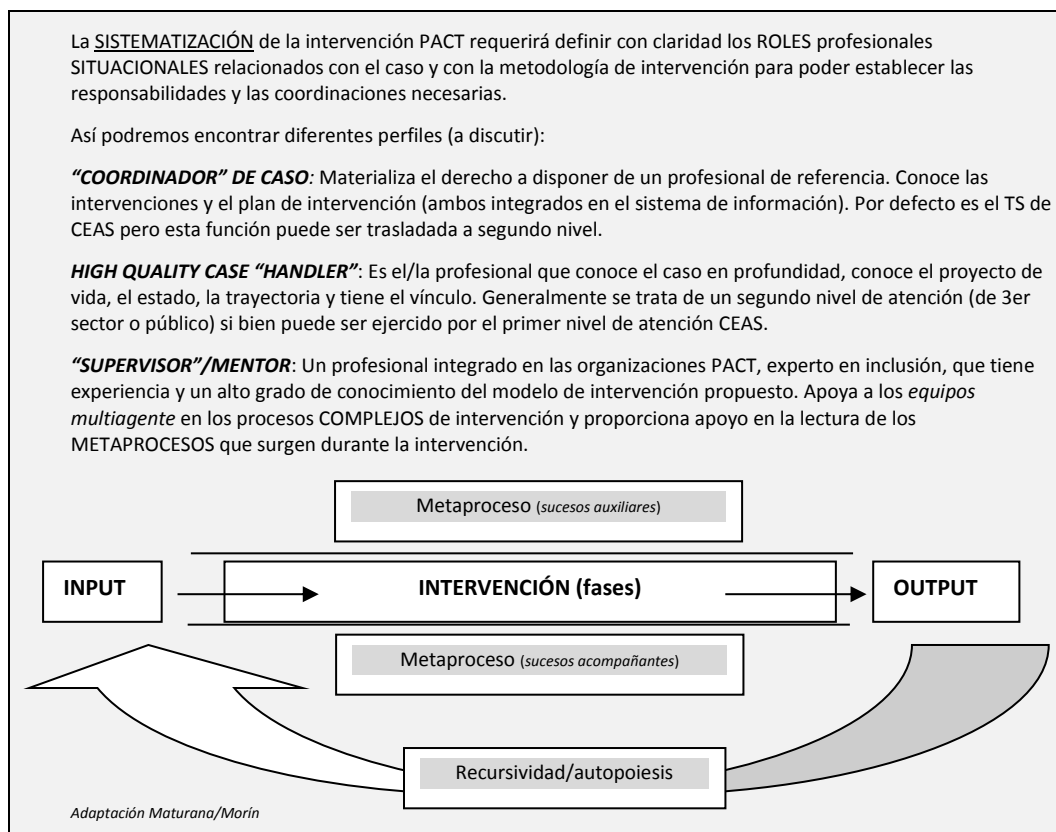 La SISTEMATIZACIÓN de la intervención PACT requerirá definir con claridad los ROLES profesionales
SITUACIONALES relacionados con el caso y con la metodología de intervención para poder establecer las
responsabilidades y las coordinaciones necesarias.
Así podremos encontrar diferentes perfiles (a discutir):
“COORDINADOR” DE CASO: Materializa el derecho a disponer de un profesional de referencia. Conoce las
intervenciones y el plan de intervención (ambos integrados en el sistema de información). Por defecto es el TS de
CEAS pero esta función puede ser trasladada a segundo nivel.
HIGH QUALITY CASE “HANDLER”: Es el/la profesional que conoce el caso en profundidad, conoce el proyecto de
vida, el estado, la trayectoria y tiene el vínculo. Generalmente se trata de un segundo nivel de atención (de 3er
sector o público) si bien puede ser ejercido por el primer nivel de atención CEAS.
“SUPERVISOR”/MENTOR: Un profesional integrado en las organizaciones PACT, experto en inclusión, que tiene
experiencia y un alto grado de conocimiento del modelo de intervención propuesto. Apoya a los equipos
multiagente en los procesos COMPLEJOS de intervención y proporciona apoyo en la lectura de los
METAPROCESOS que surgen durante la intervención.
Metaproceso (sucesos auxiliares)
INPUT
INTERVENCIÓN (fases)
OUTPUT
Metaproceso (sucesos acompañantes)
Recursividad/autopoiesis
Adaptación Maturana/Morín